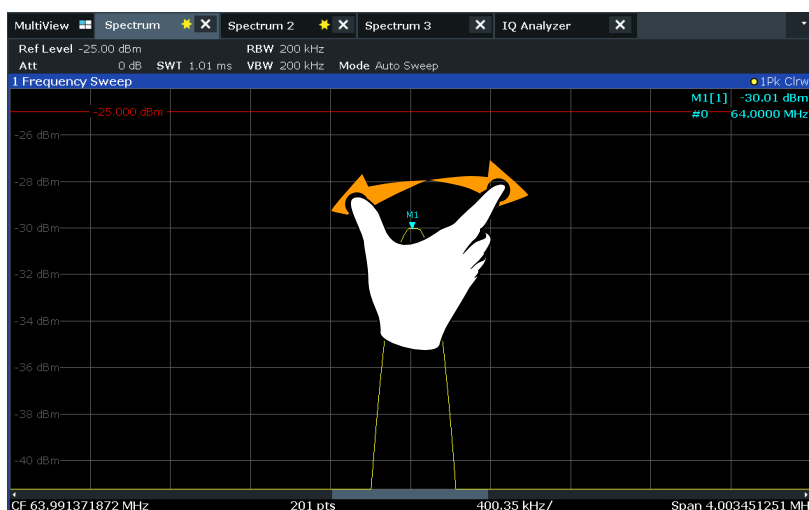 MultiView Spectrum Spectrum 2 Spectrum 3 IQ Analyzer
Ref Level -25.00 dBm RBW 200 kHz
Att 0 dB SWT 1.01 ms VBW 200 kHz Mode Auto Sweep
1 Frequency Sweep 1Pk Clrw
M1[1] -30.01 dBm
#0 64.0000 MHz
-25.000 dBm
-26 dBm
-28 dBm
M1
-30 dBm
-32 dBm
-34 dBm
-36 dBm
-38 dBm
-40 dBm
CF 63.991371872 MHz 201 pts 400.35 kHz/ Span 4.003451251 MH